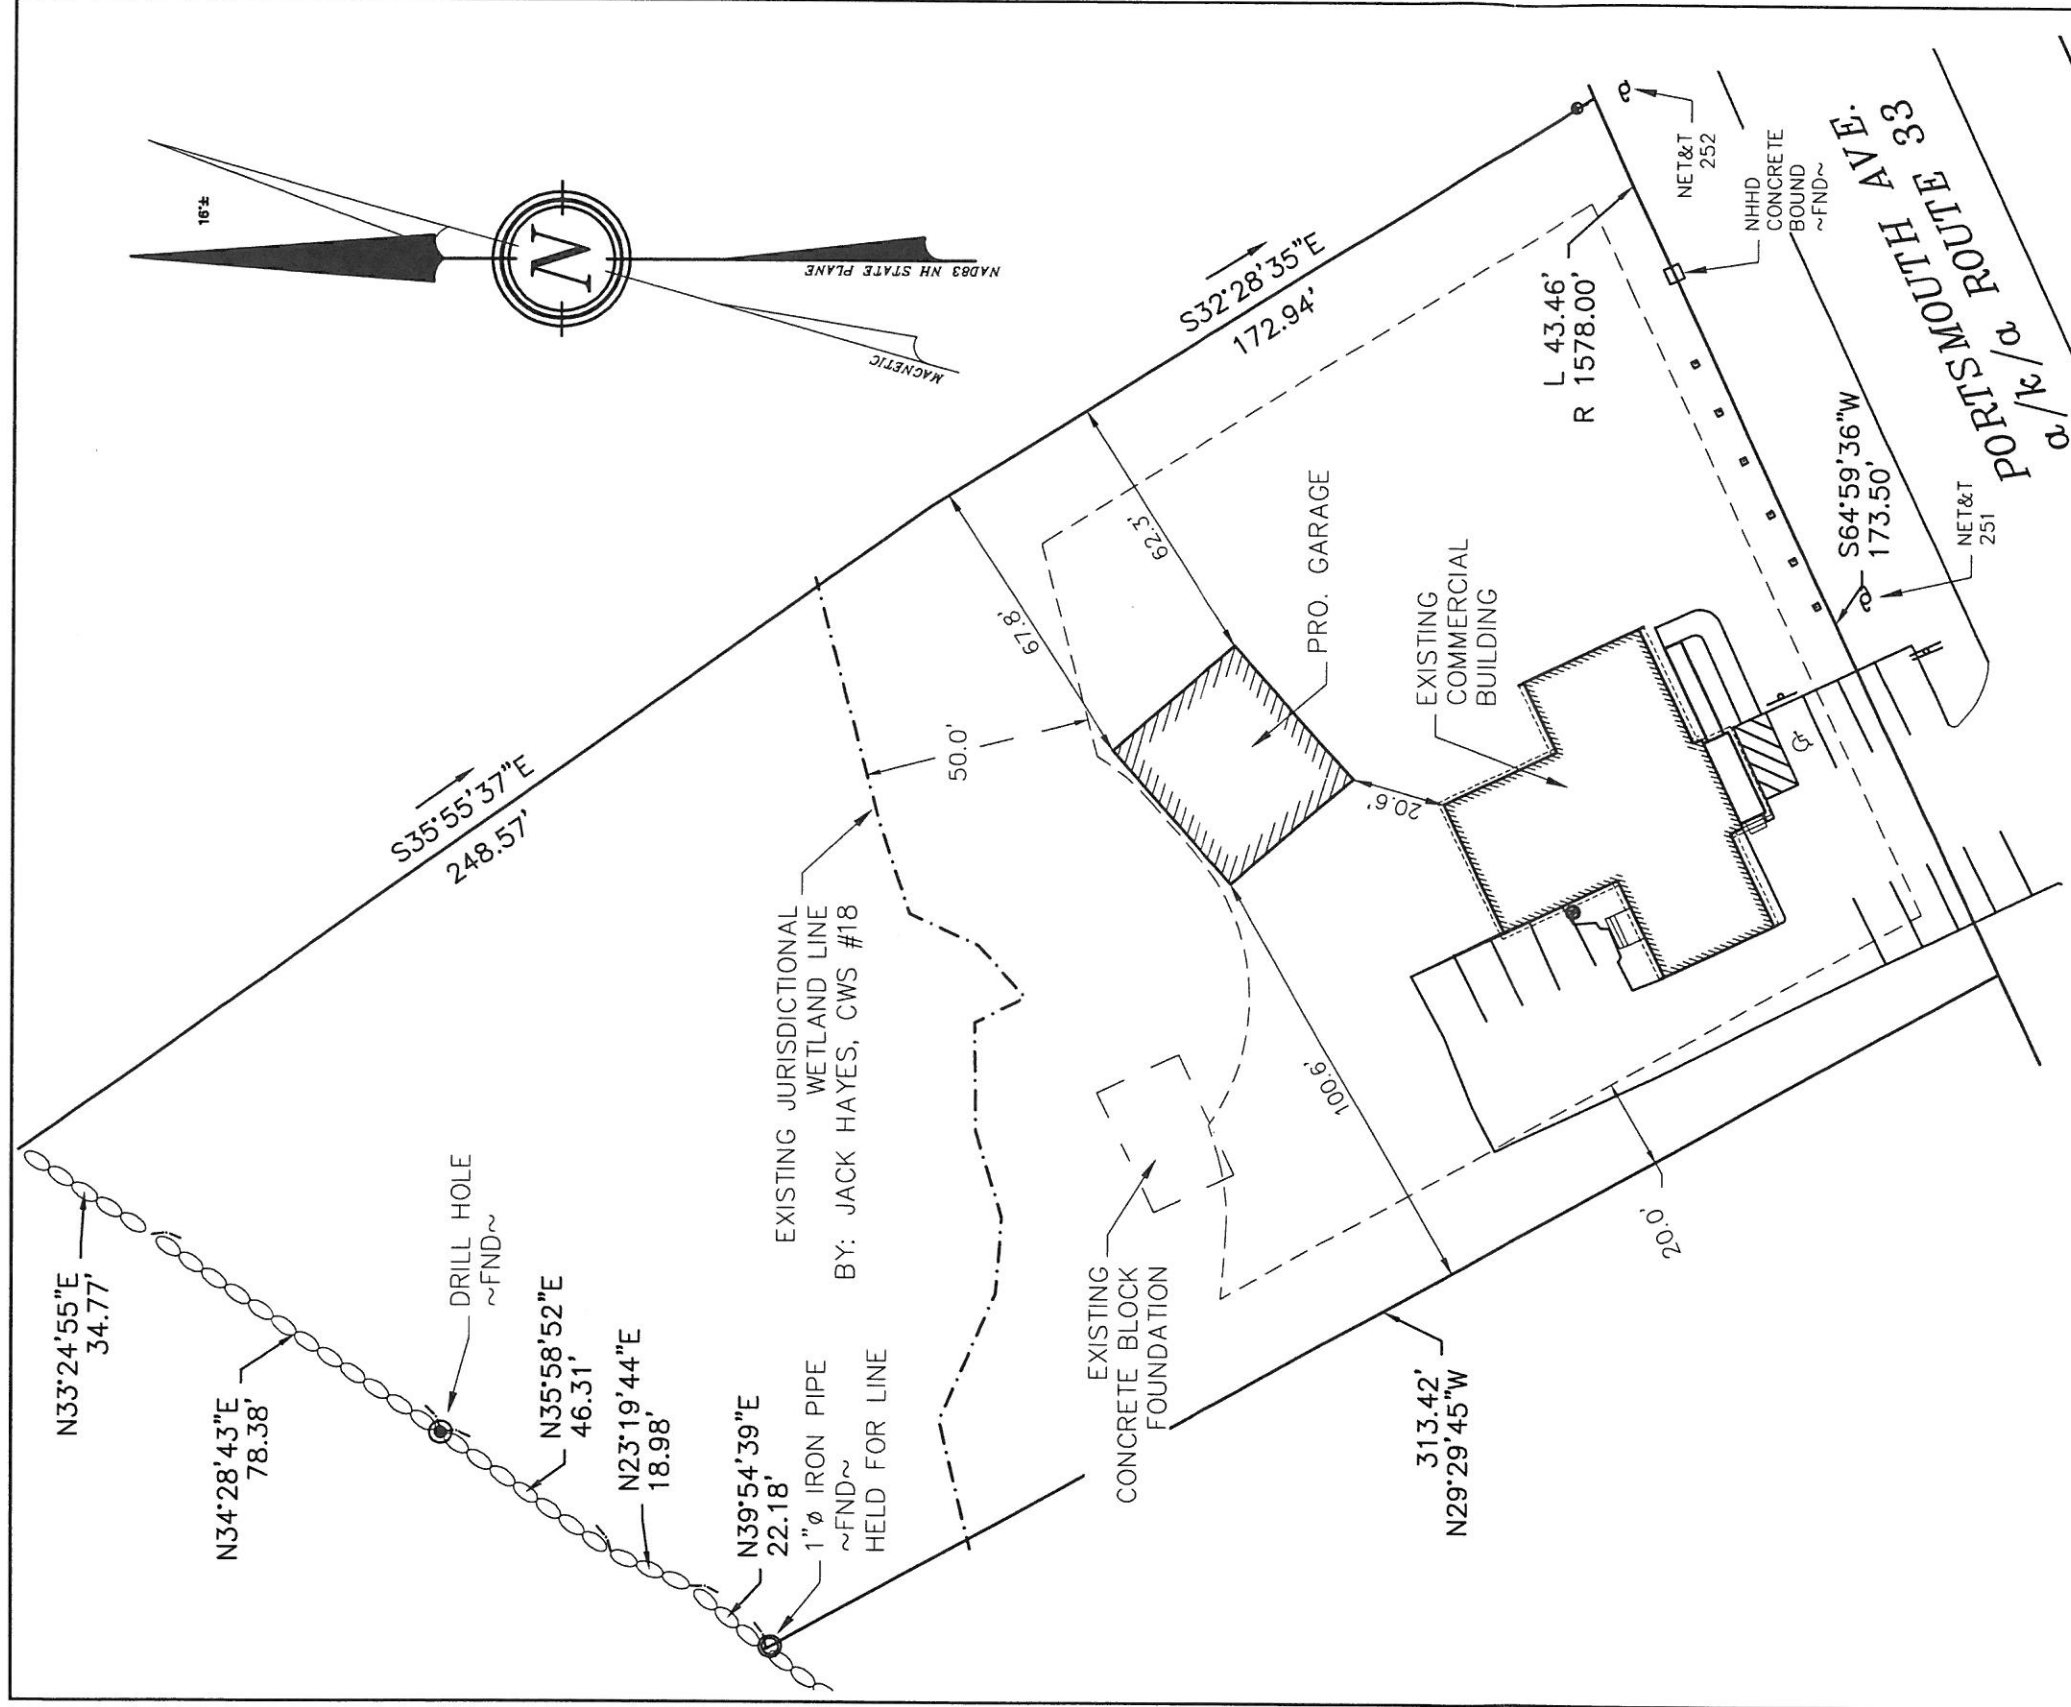 16°±
N
NAD83 NH STATE PLANE
MAGNETIC
S32°28'35"E
172.94'
S35°55'37"E
248.57'
N33°24'55"E
34.77'
N34°28'43"E
78.38'
DRILL HOLE
~FND~
N35°58'52"E
46.31'
N23°19'44"E
18.98'
N39°54'39"E
22.18'
1"ø IRON PIPE
~FND~
HELD FOR LINE
EXISTING JURISDICTIONAL
WETLAND LINE
BY: JACK HAYES, CWS #18
50.0'
67.8'
62.3'
PRO. GARAGE
20.6'
EXISTING
COMMERCIAL
BUILDING
100.6'
EXISTING
CONCRETE BLOCK
FOUNDATION
20.0'
313.42'
N29°29'45"W
L 43.46'
R 1578.00'
NET&T
252
NHHD
CONCRETE
BOUND
~FND~
S64°59'36"W
173.50'
NET&T
251
PORTSMOUTH AVE.
a/k/a ROUTE 33